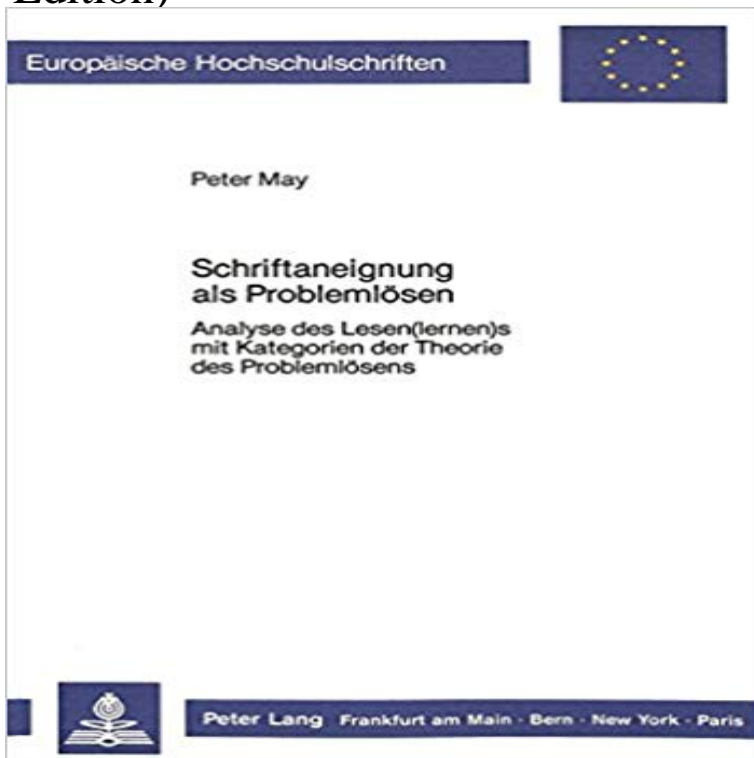 Edition)
Europäische Hochschulschriften
Peter May
Schriftaneignung
als Problemlösen
Analyse des Lesen(lernen)s
mit Kategorien der Theorie
des Problemlösens
Peter Lang Frankfurt am Main · Bern · New York · Paris